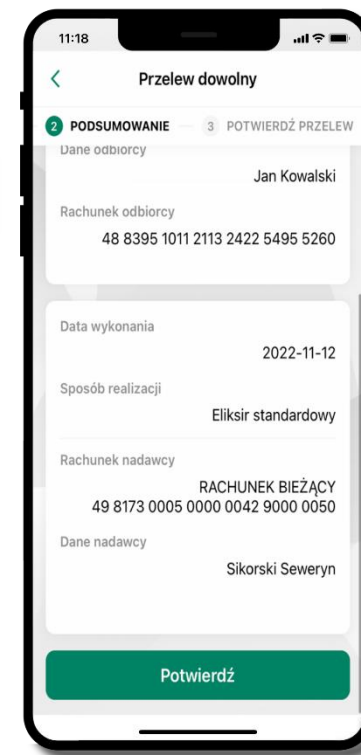 11:18
Przelew dowolny
2 PODSUMOWANIE 3 POTWIERDŹ PRZELEW
Dane odbiorcy
Jan Kowalski
Rachunek odbiorcy
48 8395 1011 2113 2422 5495 5260
Data wykonania
2022-11-12
Sposób realizacji
Eliksir standardowy
Rachunek nadawcy
RACHUNEK BIEŻĄCY
49 8173 0005 0000 0042 9000 0050
Dane nadawcy
Sikorski Seweryn
Potwierdź